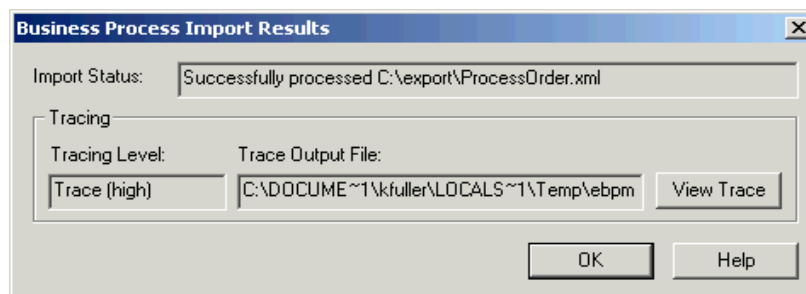 Business Process Import Results
Import Status: Successfully processed C:\export\ProcessOrder.xml
Tracing
Tracing Level: Trace Output File:
Trace (high) C:\DOCUME~1\kfuller\LOCALS~1\Temp\ebpm View Trace
OK Help